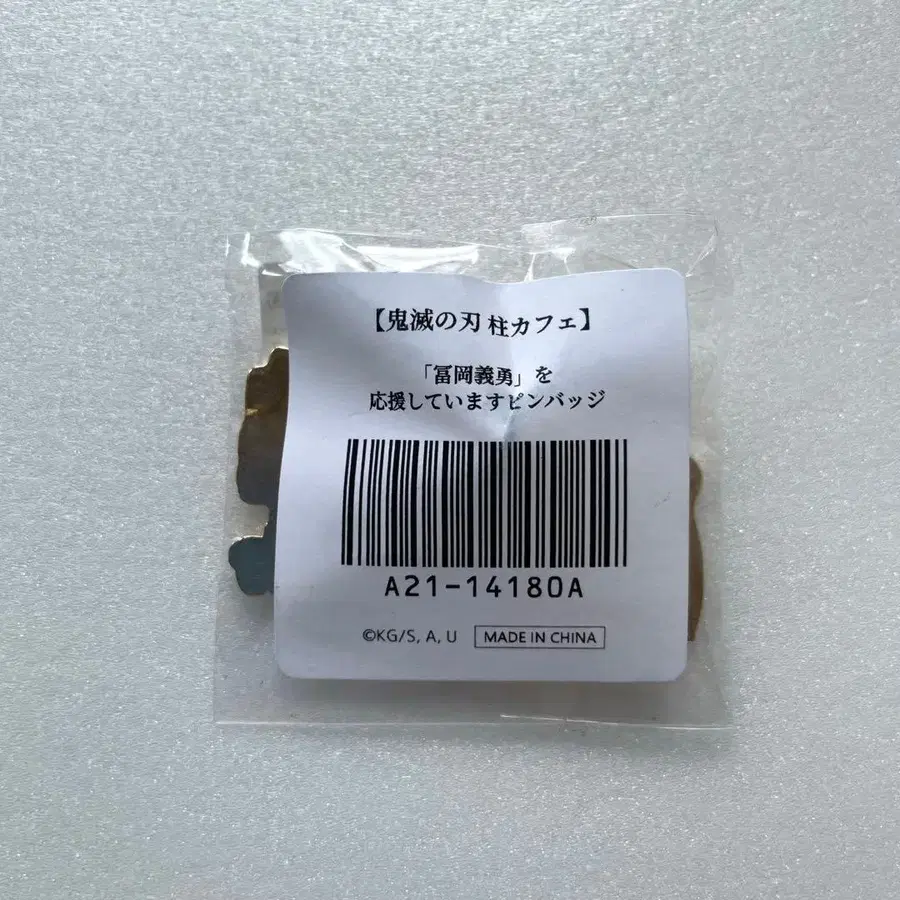 【鬼滅の刃 柱カフェ】
「冨岡義勇」を
応援していますピンバッジ
A21-14180A
©KG/S, A, U MADE IN CHINA